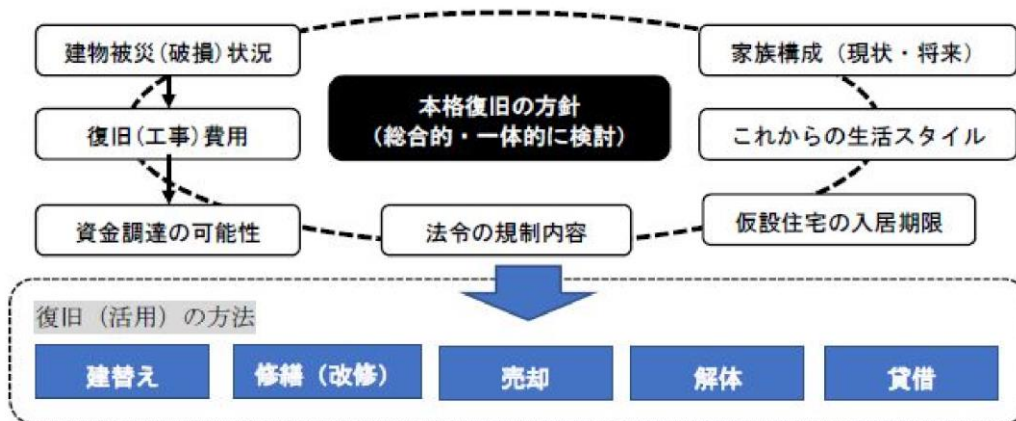 建物被災(破損)状況
家族構成（現状・将来）
本格復旧の方針
(総合的・一体的に検討)
復旧(工事)費用
これからの生活スタイル
資金調達の可能性
法令の規制内容
仮設住宅の入居期限
復旧（活用）の方法
建替え
修繕（改修）
売却
解体
貸借